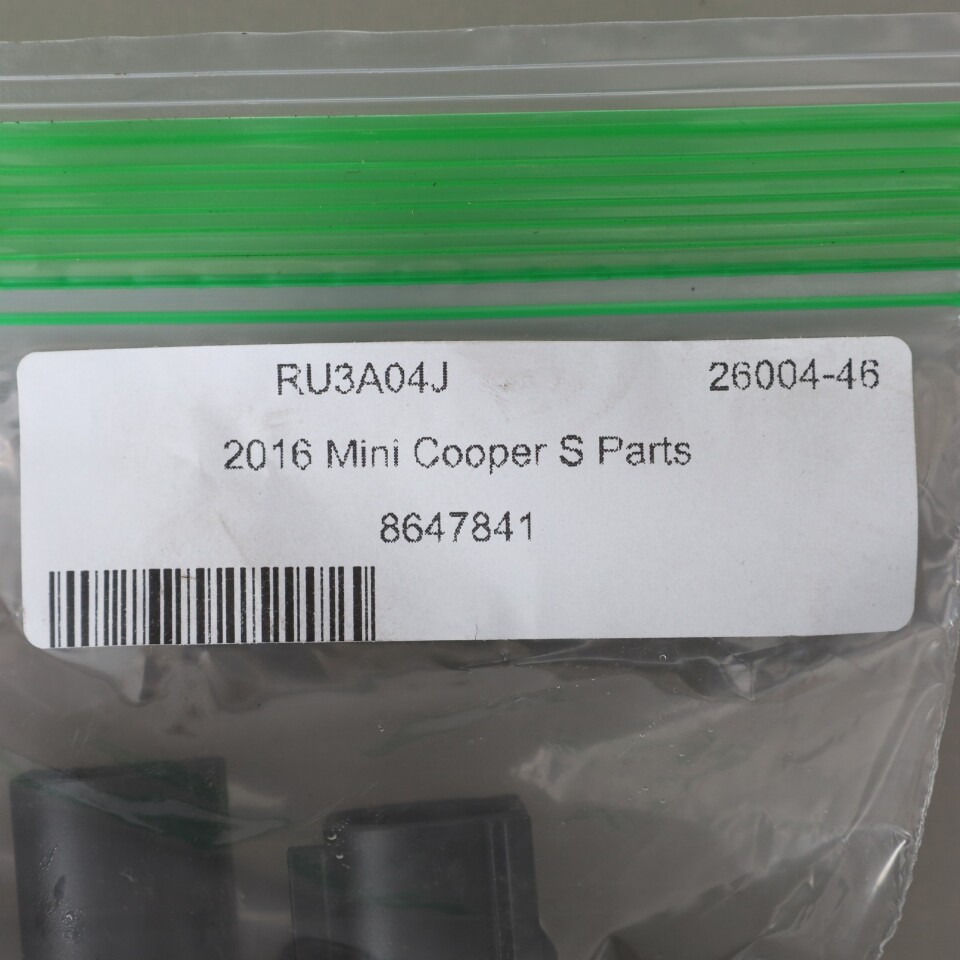 RU3A04J 26004-46
2016 Mini Cooper S Parts
8647841